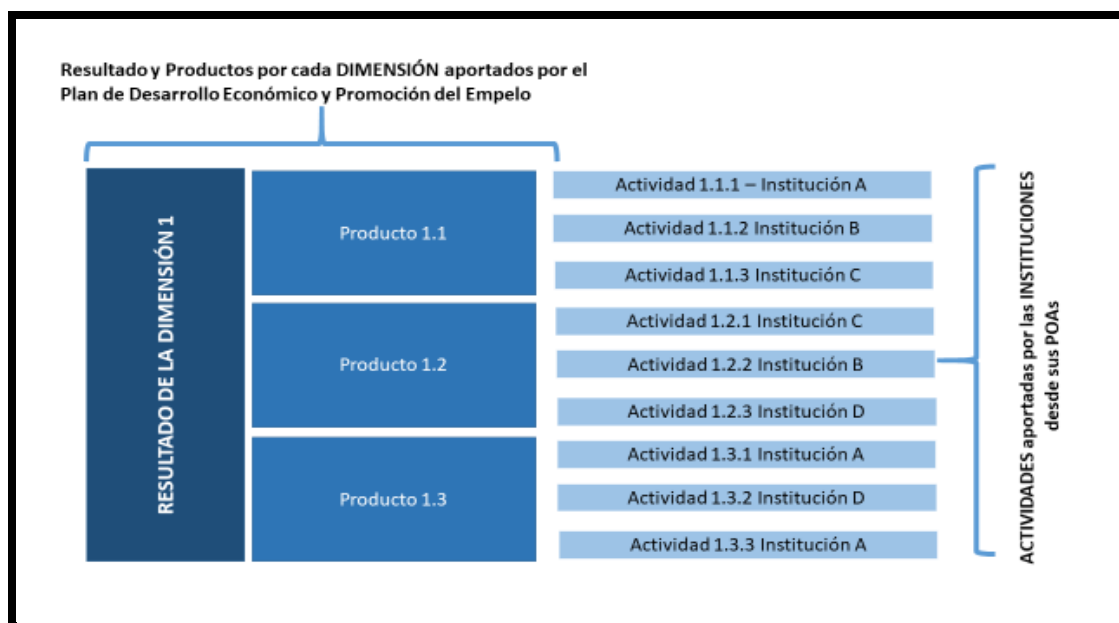 Resultado y Productos por cada DIMENSIÓN aportados por el
Plan de Desarrollo Económico y Promoción del Empelo
RESULTADO DE LA DIMENSIÓN 1
Producto 1.1
Actividad 1.1.1 – Institución A
Actividad 1.1.2 Institución B
Actividad 1.1.3 Institución C
Producto 1.2
Actividad 1.2.1 Institución C
Actividad 1.2.2 Institución B
Actividad 1.2.3 Institución D
Producto 1.3
Actividad 1.3.1 Institución A
Actividad 1.3.2 Institución D
Actividad 1.3.3 Institución A
ACTIVIDADES aportadas por las INSTITUCIONES
desde sus POAs